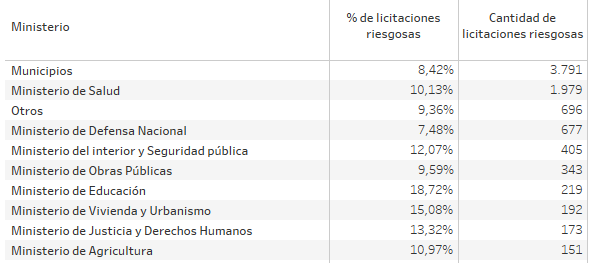 Ministerio % de licitaciones riesgosas Cantidad de licitaciones riesgosas
Municipios 8,42% 3.791
Ministerio de Salud 10,13% 1.979
Otros 9,36% 696
Ministerio de Defensa Nacional 7,48% 677
Ministerio del interior y Seguridad pública 12,07% 405
Ministerio de Obras Públicas 9,59% 343
Ministerio de Educación 18,72% 219
Ministerio de Vivienda y Urbanismo 15,08% 192
Ministerio de Justicia y Derechos Humanos 13,32% 173
Ministerio de Agricultura 10,97% 151